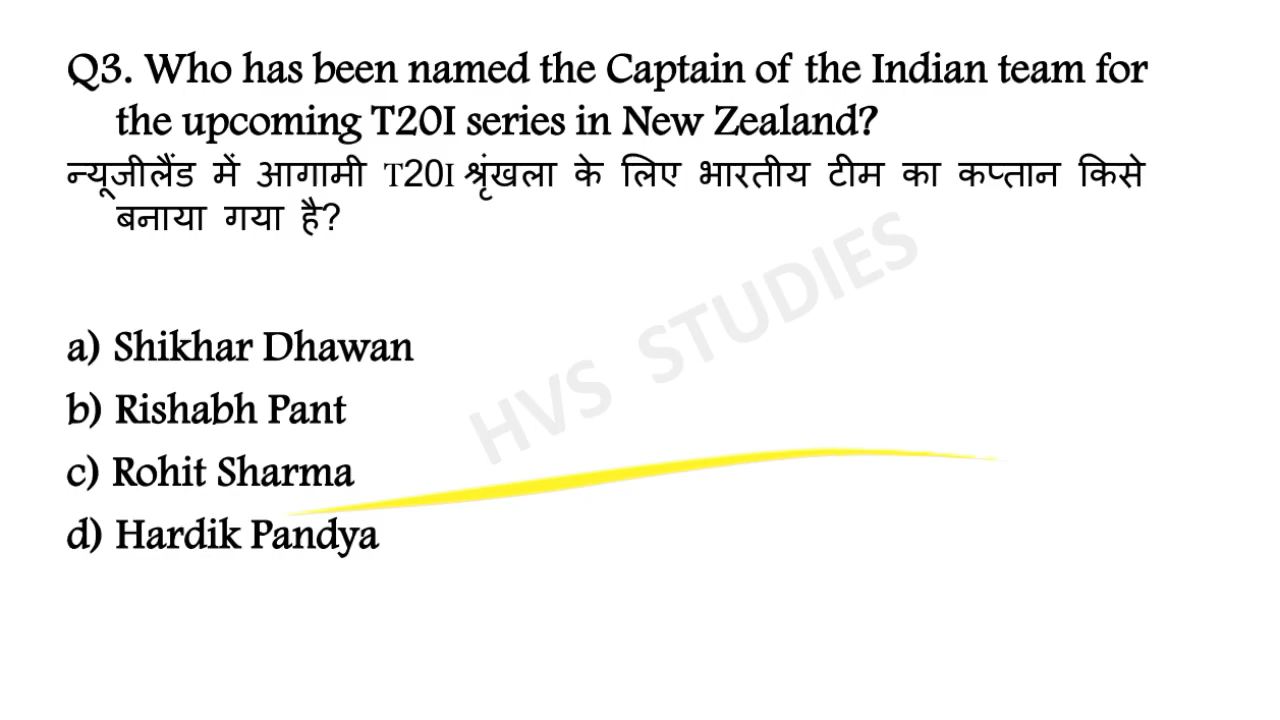 Q3. Who has been named the Captain of the Indian team for
the upcoming T20I series in New Zealand?
न्यूजीलैंड में आगामी T20I श्रृंखला के लिए भारतीय टीम का कप्तान किसे
बनाया गया है?
HVS STUDIES
a) Shikhar Dhawan
b) Rishabh Pant
c) Rohit Sharma
d) Hardik Pandya